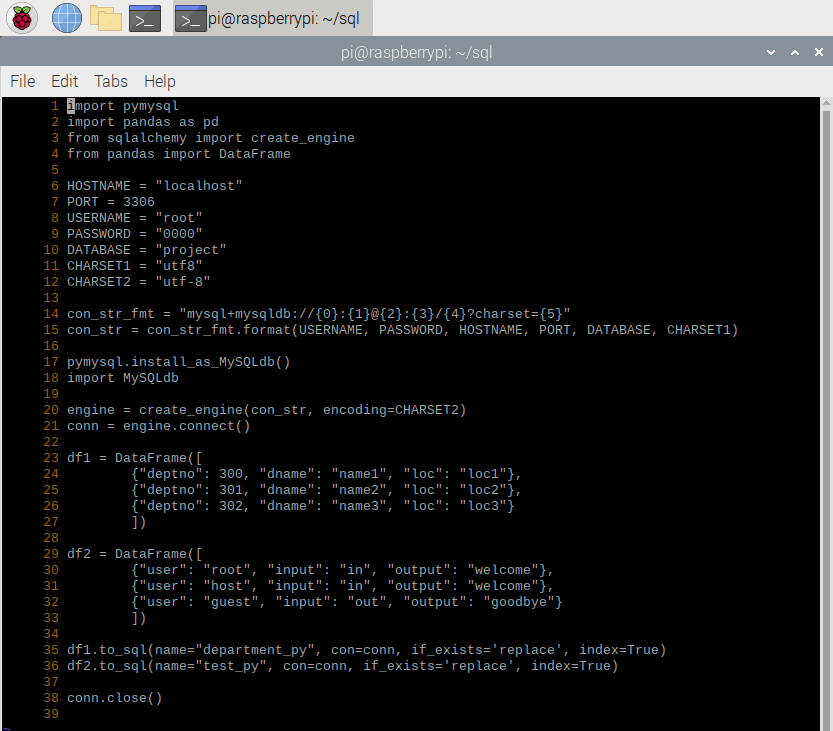 pi@raspberrypi: ~/sql
pi@raspberrypi: ~/sql
File Edit Tabs Help
1 import pymysql
2 import pandas as pd
3 from sqlalchemy import create_engine
4 from pandas import DataFrame
5
6 HOSTNAME = "localhost"
7 PORT = 3306
8 USERNAME = "root"
9 PASSWORD = "0000"
10 DATABASE = "project"
11 CHARSET1 = "utf8"
12 CHARSET2 = "utf-8"
13
14 con_str_fmt = "mysql+mysqldb://{0}:{1}@{2}:{3}/{4}?charset={5}"
15 con_str = con_str_fmt.format(USERNAME, PASSWORD, HOSTNAME, PORT, DATABASE, CHARSET1)
16
17 pymysql.install_as_MySQLdb()
18 import MySQLdb
19
20 engine = create_engine(con_str, encoding=CHARSET2)
21 conn = engine.connect()
22
23 df1 = DataFrame([
24         {"deptno": 300, "dname": "name1", "loc": "loc1"},
25         {"deptno": 301, "dname": "name2", "loc": "loc2"},
26         {"deptno": 302, "dname": "name3", "loc": "loc3"}
27         ])
28
29 df2 = DataFrame([
30         {"user": "root", "input": "in", "output": "welcome"},
31         {"user": "host", "input": "in", "output": "welcome"},
32         {"user": "guest", "input": "out", "output": "goodbye"}
33         ])
34
35 df1.to_sql(name="department_py", con=conn, if_exists='replace', index=True)
36 df2.to_sql(name="test_py", con=conn, if_exists='replace', index=True)
37
38 conn.close()
39
~